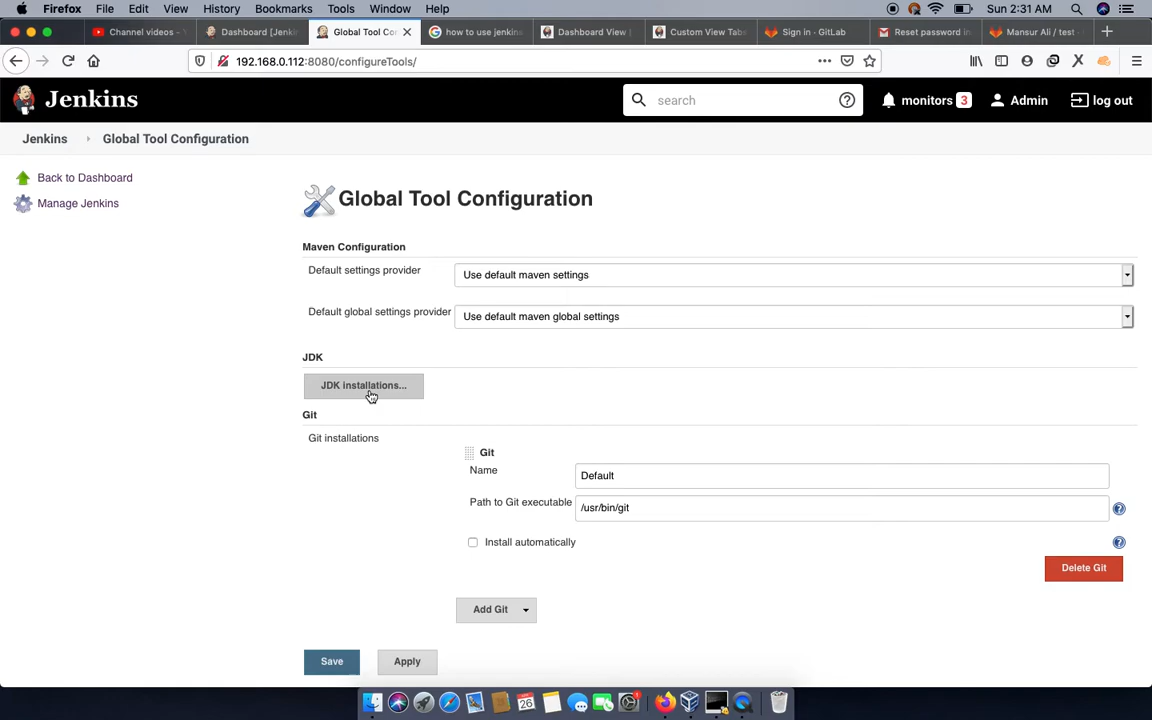 Firefox File Edit View History Bookmarks Tools Window Help Sun 2:31 AM
Channel videos - Y Dashboard [Jenkin Global Tool Con how to use jenkins Dashboard View | Custom View Tabs Sign in · GitLab Reset password in Mansur Ali / test ·
192.168.0.112:8080/configureTools/
Jenkins search monitors 3 Admin log out
Jenkins Global Tool Configuration
Back to Dashboard
Manage Jenkins
Global Tool Configuration
Maven Configuration
Default settings provider Use default maven settings
Default global settings provider Use default maven global settings
JDK
JDK installations...
Git
Git installations
Git
Name Default
Path to Git executable /usr/bin/git
Install automatically
Delete Git
Add Git
Save Apply
26
1